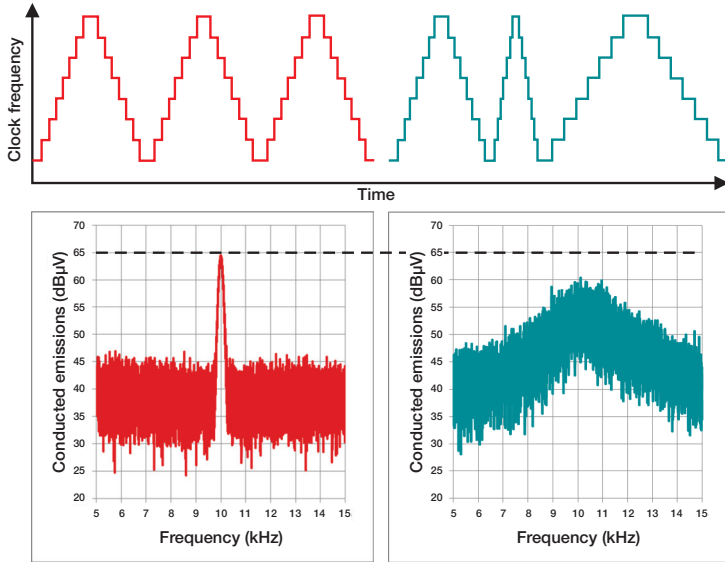 Clock frequency
Time
Conducted emissions (dBµV)
70
65
60
55
50
45
40
35
30
25
20
5 6 7 8 9 10 11 12 13 14 15
Frequency (kHz)
Conducted emissions (dBµV)
70
65
60
55
50
45
40
35
30
25
20
5 6 7 8 9 10 11 12 13 14 15
Frequency (kHz)